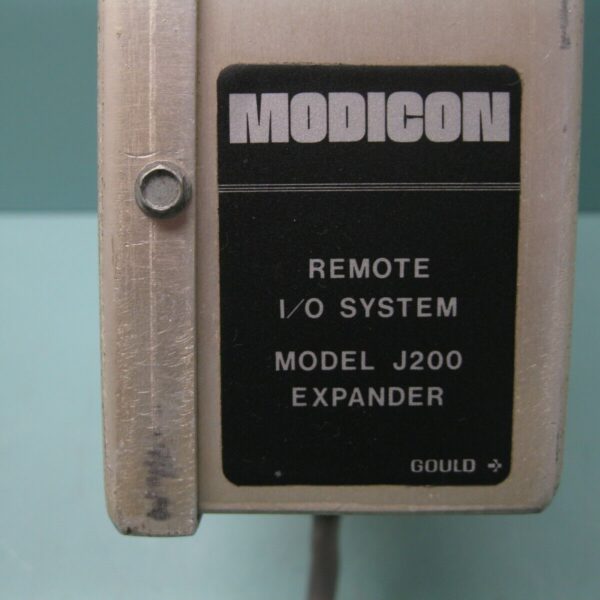 MODICON
REMOTE
I/O SYSTEM
MODEL J200
EXPANDER
GOULD